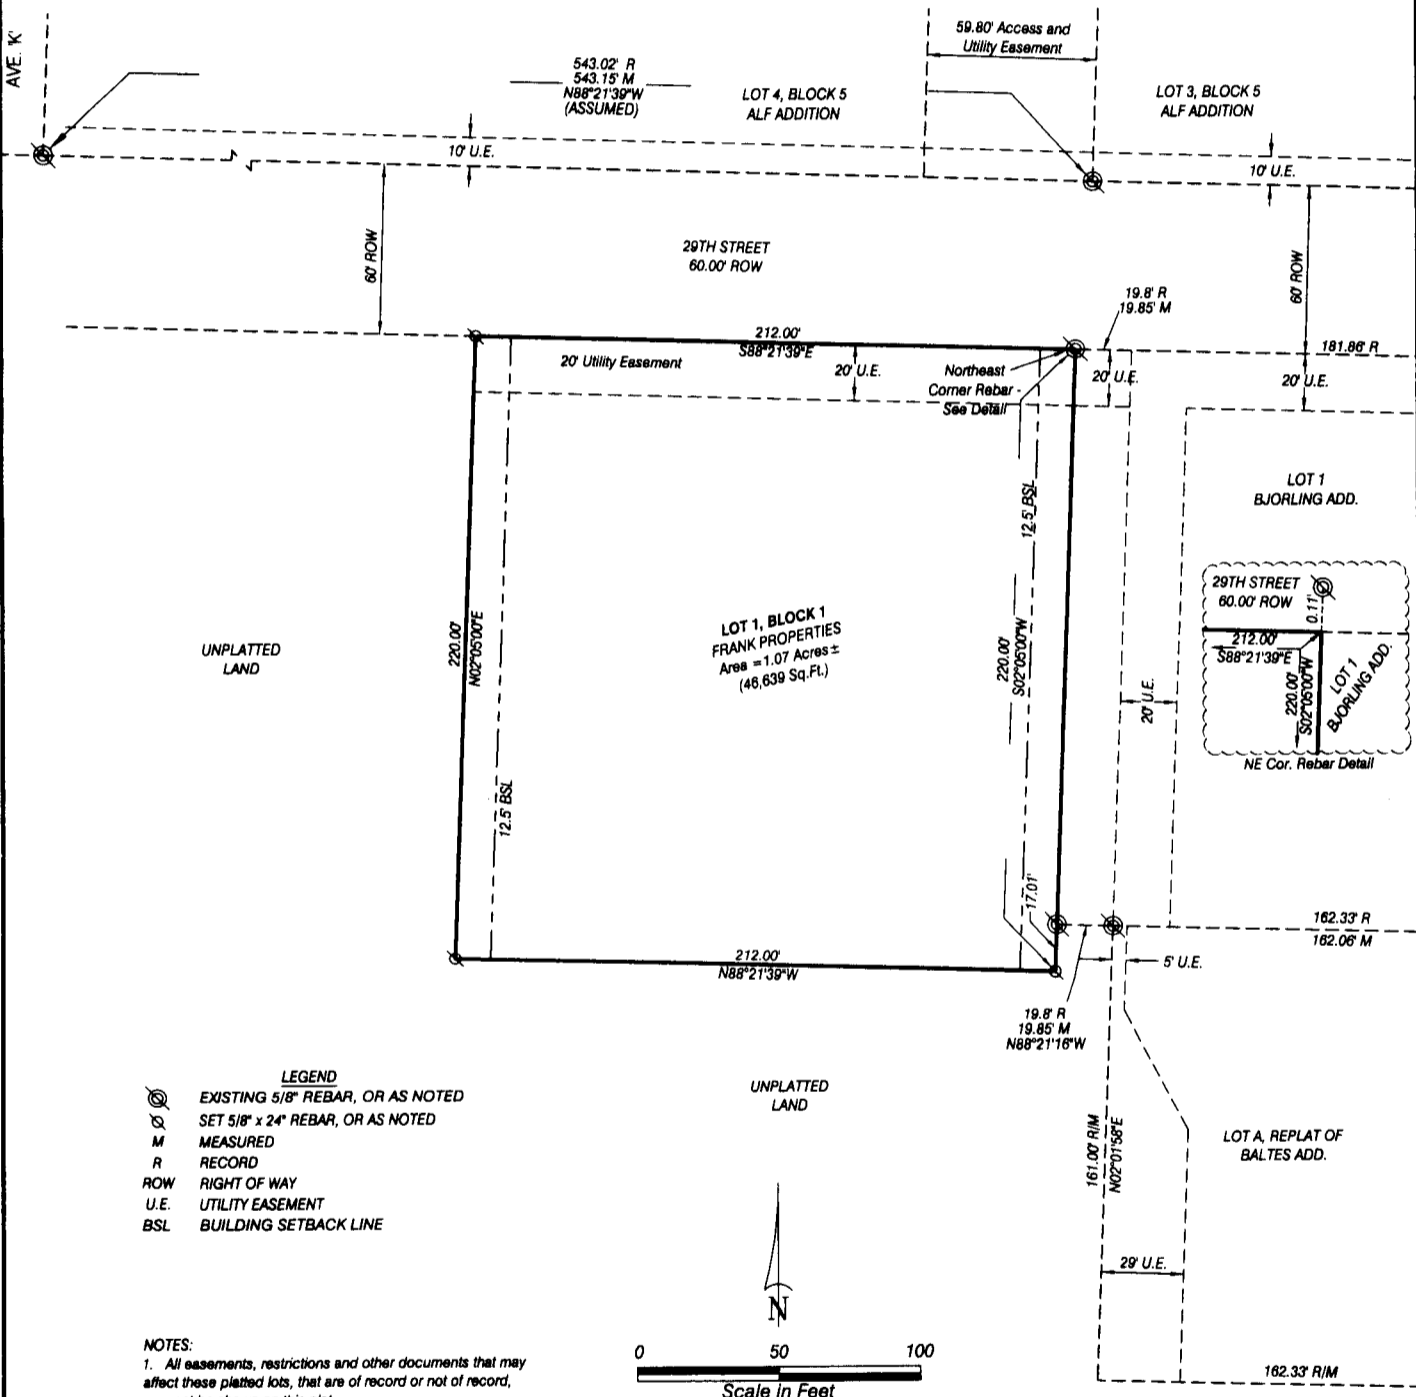 AVE. 'K'
543.02' R
543.15' M
N88°21'39"W
(ASSUMED)
59.80' Access and
Utility Easement
LOT 4, BLOCK 5
ALF ADDITION
LOT 3, BLOCK 5
ALF ADDITION
10' U.E.
10' U.E.
60' ROW
29TH STREET
60.00' ROW
60' ROW
19.8' R
19.85' M
212.00'
S88°21'39"E
181.86' R
20' Utility Easement
20' U.E.
Northeast
Corner Rebar -
See Detail
20' U.E.
20' U.E.
12.5' BSL
LOT 1
BJORLING ADD.
29TH STREET
60.00' ROW
0.11'
212.00'
S88°21'39"E
220.00'
S02°05'00"W
LOT 1
BJORLING ADD.
NE Cor. Rebar Detail
UNPLATTED
LAND
220.00'
N02°05'00"E
LOT 1, BLOCK 1
FRANK PROPERTIES
Area = 1.07 Acres±
(46,639 Sq.Ft.)
220.00'
S02°05'00"W
20' U.E.
12.5' BSL
17.01'
162.33' R
162.06' M
212.00'
N88°21'39"W
5' U.E.
19.8' R
19.85' M
N88°21'16"W
LEGEND
EXISTING 5/8" REBAR, OR AS NOTED
SET 5/8" x 24" REBAR, OR AS NOTED
M MEASURED
R RECORD
ROW RIGHT OF WAY
U.E. UTILITY EASEMENT
BSL BUILDING SETBACK LINE
UNPLATTED
LAND
161.00' R/M
N02°01'58"E
LOT A, REPLAT OF
BALTES ADD.
29' U.E.
N
NOTES:
1. All easements, restrictions and other documents that may
affect these platted lots, that are of record or not of record,
0 50 100
Scale in Feet
162.33' R/M